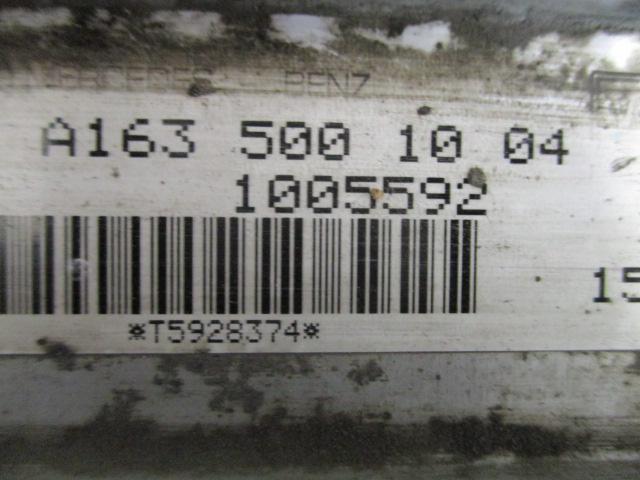 MERCEDES BENZ
A163 500 10 04
1005592
15
*T5928374*